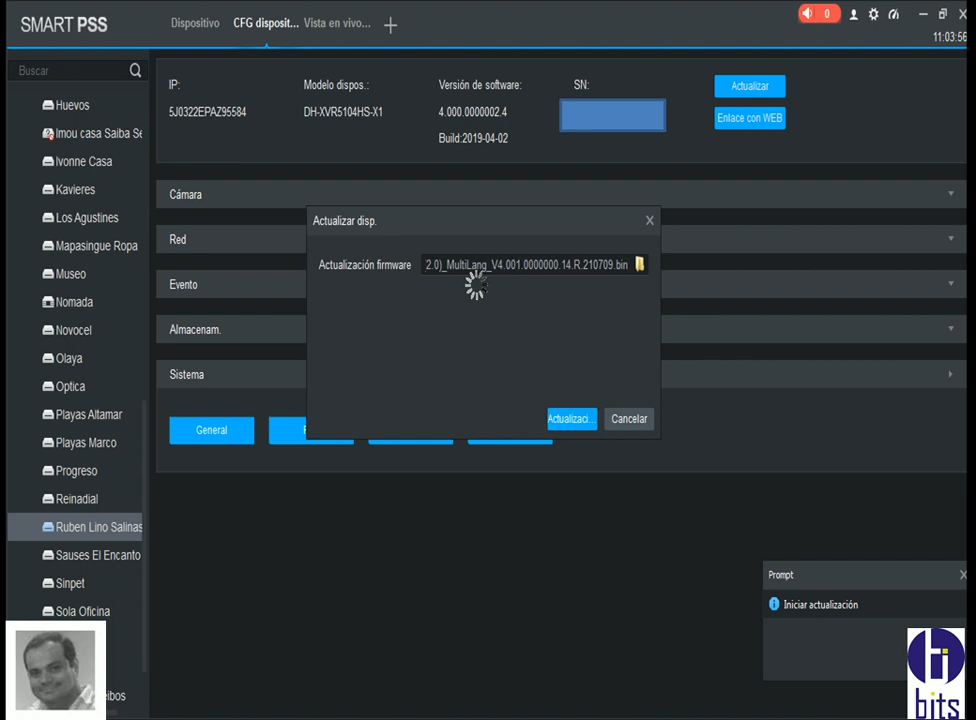 SMART PSS
Dispositivo
CFG disposit...
Vista en vivo...
0
11:03:56
Buscar
Huevos
Imou casa Saiba Se
Ivonne Casa
Kavieres
Los Agustines
Mapasingue Ropa
Museo
Nomada
Novocel
Olaya
Optica
Playas Altamar
Playas Marco
Progreso
Reinadial
Ruben Lino Salinas
Sauses El Encanto
Sinpet
Sola Oficina
eibos
IP:
Modelo dispos.:
Versión de software:
SN:
Actualizar
5J0322EPAZ95584
DH-XVR5104HS-X1
4.000.0000002.4
Build:2019-04-02
Enlace con WEB
Cámara
Red
Evento
Almacenam.
Sistema
General
Actualizar disp.
X
Actualización firmware
2.0)_MultiLang_V4.001.0000000.14.R.210709.bin
Actualizaci...
Cancelar
Prompt
X
Iniciar actualización
hi
bits